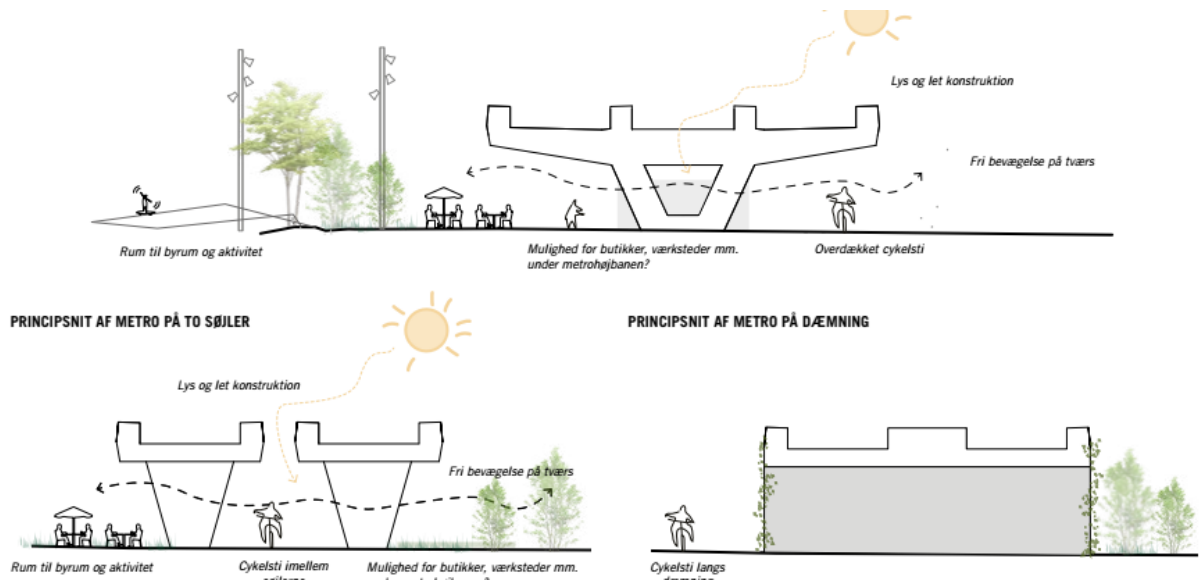 Lys og let konstruktion
Fri bevægelse på tværs
Rum til byrum og aktivitet
Mulighed for butikker, værksteder mm.
under metrohøjbanen?
Overdækket cykelsti
PRINCIPSNIT AF METRO PÅ TO SØJLER
Lys og let konstruktion
Fri bevægelse på tværs
Rum til byrum og aktivitet
Cykelsti imellem
Mulighed for butikker, værksteder mm.
PRINCIPSNIT AF METRO PÅ DÆMNING
Cykelsti langs